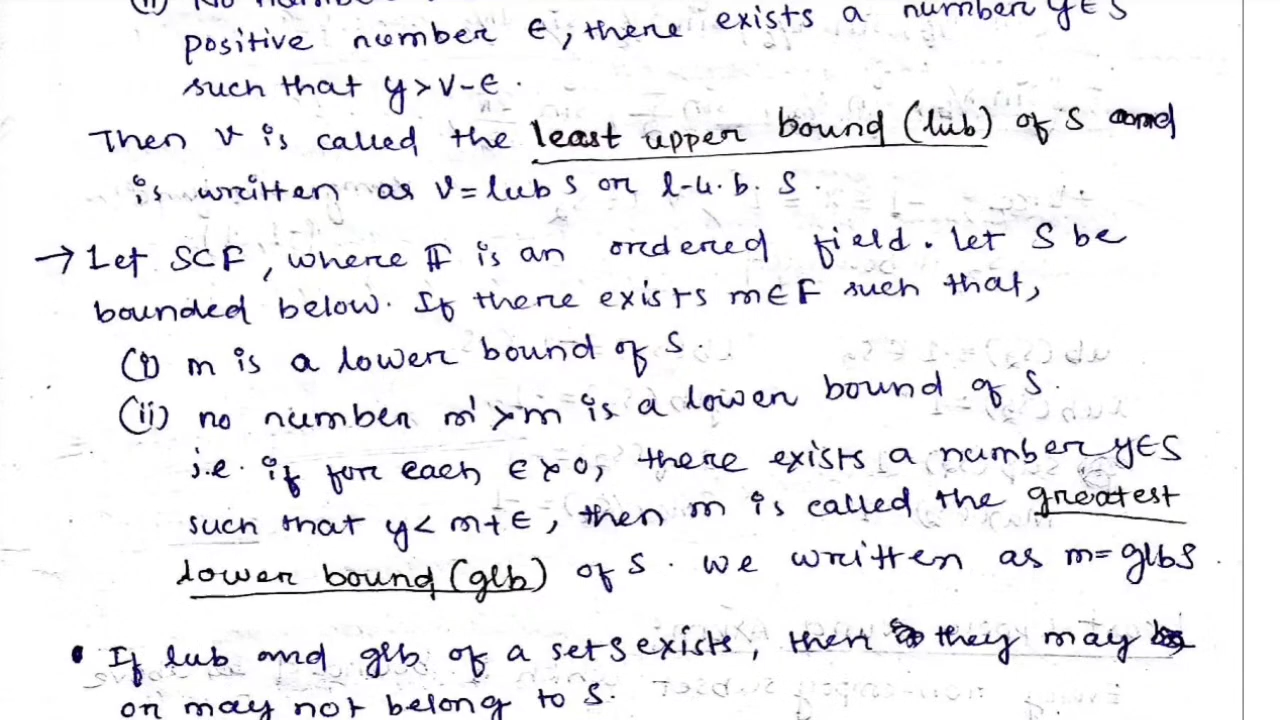 (ii) No number
positive number ϵ, there exists a number y∈S
such that y > v-ϵ.
Then v is called the least upper bound (lub) of S and
is written as v = lub S or l.u.b. S.
→ Let S⊂F, where F is an ordered field. Let S be
bounded below. If there exists m∈F such that,
(i) m is a lower bound of S.
(ii) no number m' > m is a lower bound of S.
i.e. if for each ϵ > 0, there exists a number y∈S
such that y < m+ϵ, then m is called the greatest
lower bound (glb) of S. we written as m = glb S.
• If lub and glb of a set S exists, then they may
or may not belong to S.